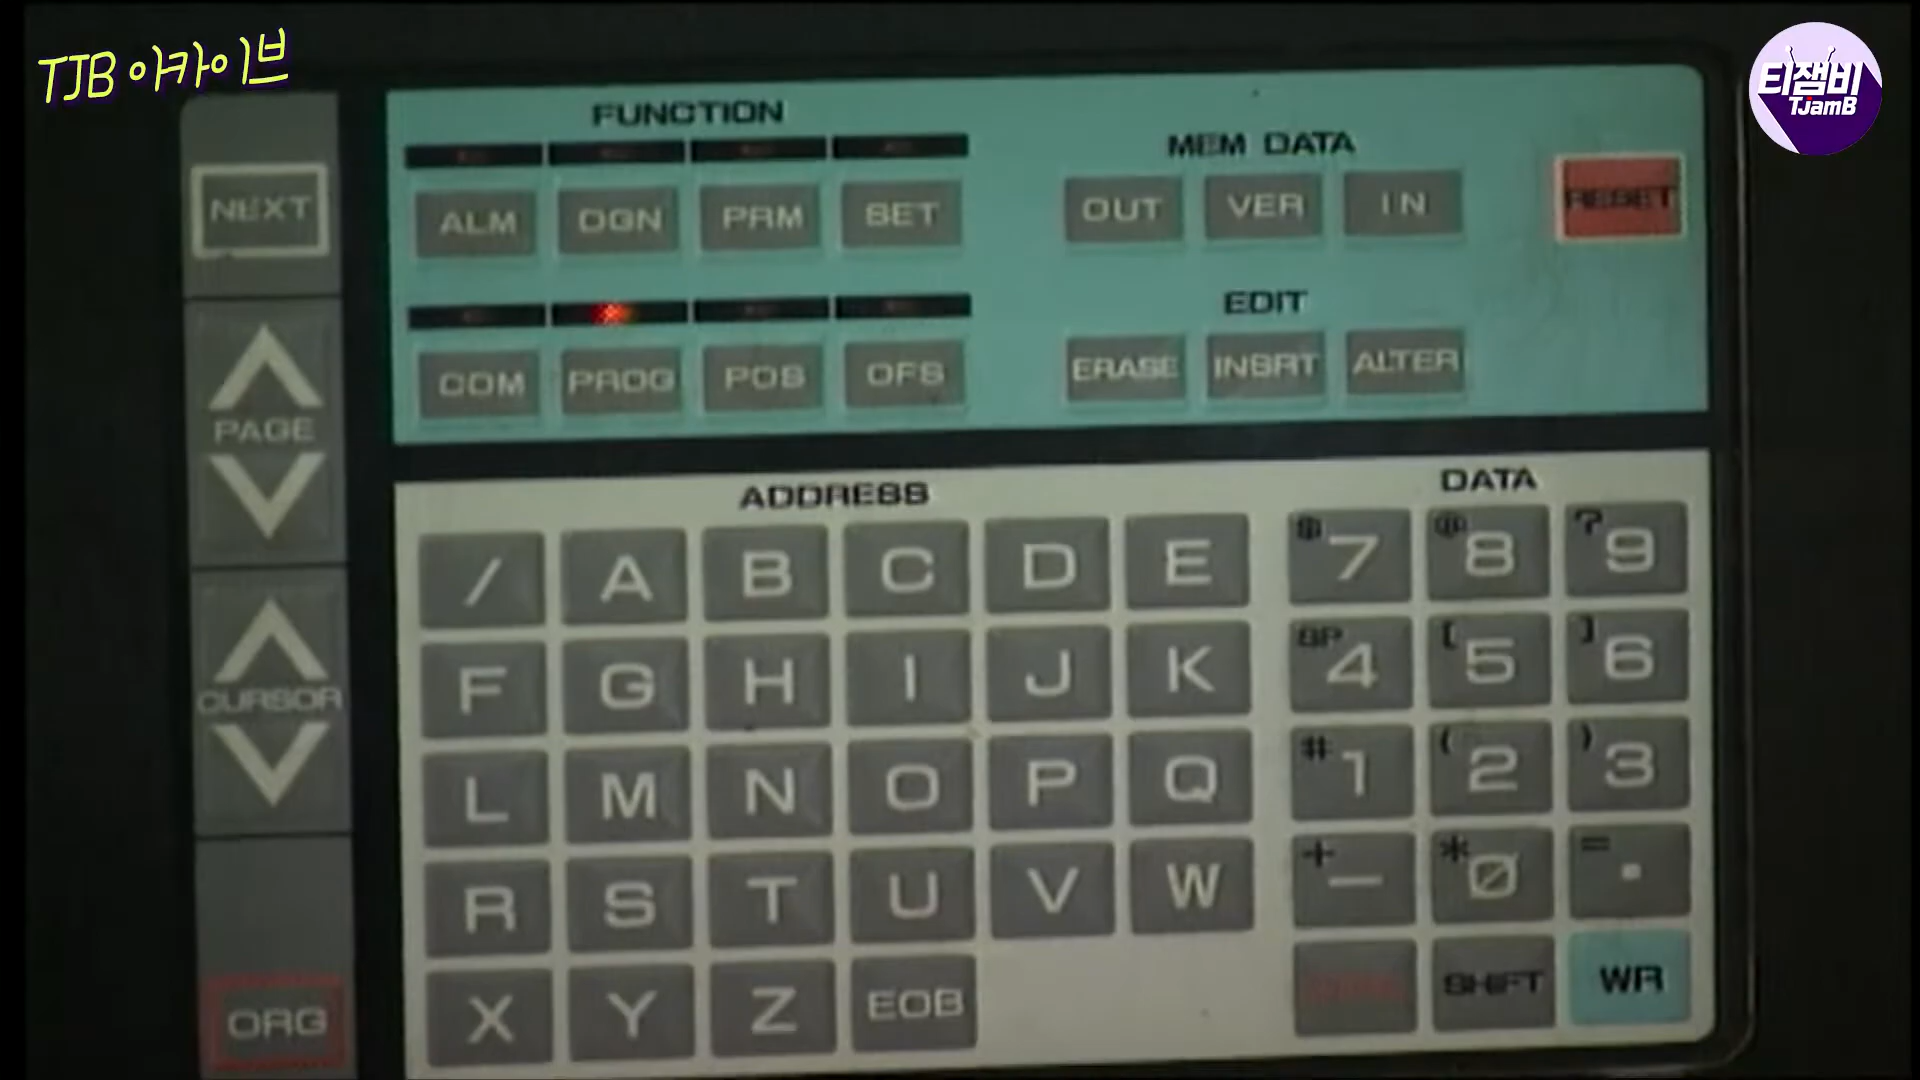 TJB 아카이브
티잼비
TJamB
FUNCTION
MEM DATA
NEXT
ALM DGN PRM SET
OUT VER IN
RESET
EDIT
COM PROG POS OFS
ERASE INSRT ALTER
PAGE
ADDRESS
DATA
/ A B C D E
$ 7 @ 8 ? 9
F G H I J K
SP 4 [ 5 ] 6
CURSOR
L M N O P Q
# 1 ( 2 ) 3
R S T U V W
+ - * 0 = .
X Y Z EOB
SHIFT WR
ORG